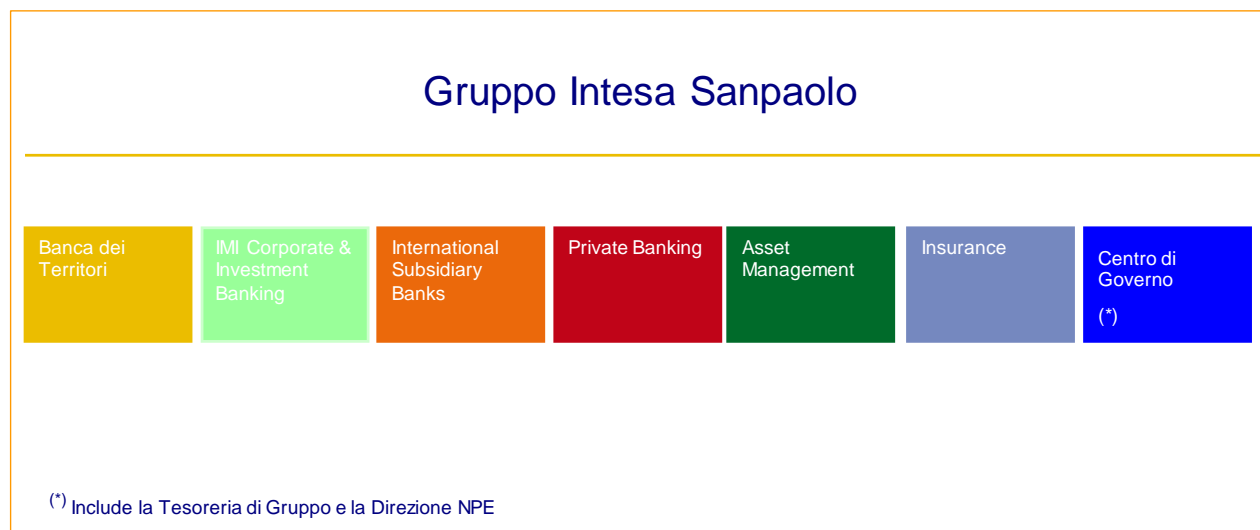 Gruppo Intesa Sanpaolo
Banca dei
Territori
IMI Corporate &
Investment
Banking
International
Subsidiary
Banks
Private Banking
Asset
Management
Insurance
Centro di
Governo
(*)
(*) Include la Tesoreria di Gruppo e la Direzione NPE